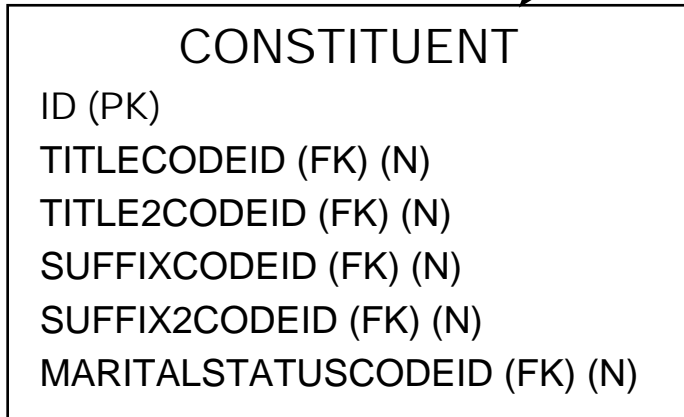 CONSTITUENT
ID (PK)
TITLECODEID (FK) (N)
TITLE2CODEID (FK) (N)
SUFFIXCODEID (FK) (N)
SUFFIX2CODEID (FK) (N)
MARITALSTATUSCODEID (FK) (N)